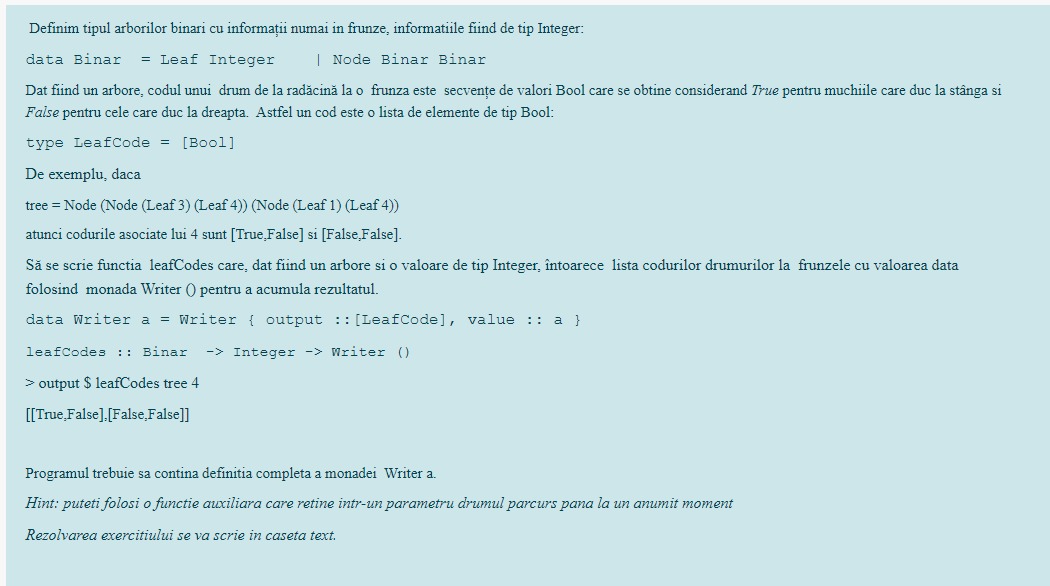 Definim tipul arborilor binari cu informații numai in frunze, informatiile fiind de tip Integer:
data Binar = Leaf Integer | Node Binar Binar
Dat fiind un arbore, codul unui drum de la radăcină la o frunza este secvențe de valori Bool care se obtine considerand True pentru muchiile care duc la stânga si
False pentru cele care duc la dreapta. Astfel un cod este o lista de elemente de tip Bool:
type LeafCode = [Bool]
De exemplu, daca
tree = Node (Node (Leaf 3) (Leaf 4)) (Node (Leaf 1) (Leaf 4))
atunci codurile asociate lui 4 sunt [True,False] si [False,False].
Să se scrie functia leafCodes care, dat fiind un arbore si o valoare de tip Integer, întoarece lista codurilor drumurilor la frunzele cu valoarea data
folosind monada Writer () pentru a acumula rezultatul.
data Writer a = Writer { output ::[LeafCode], value :: a }
leafCodes :: Binar -> Integer -> Writer ()
> output $ leafCodes tree 4
[[True,False],[False,False]]
Programul trebuie sa contina definitia completa a monadei Writer a.
Hint: puteti folosi o functie auxiliara care retine intr-un parametru drumul parcurs pana la un anumit moment
Rezolvarea exercitiului se va scrie in caseta text.